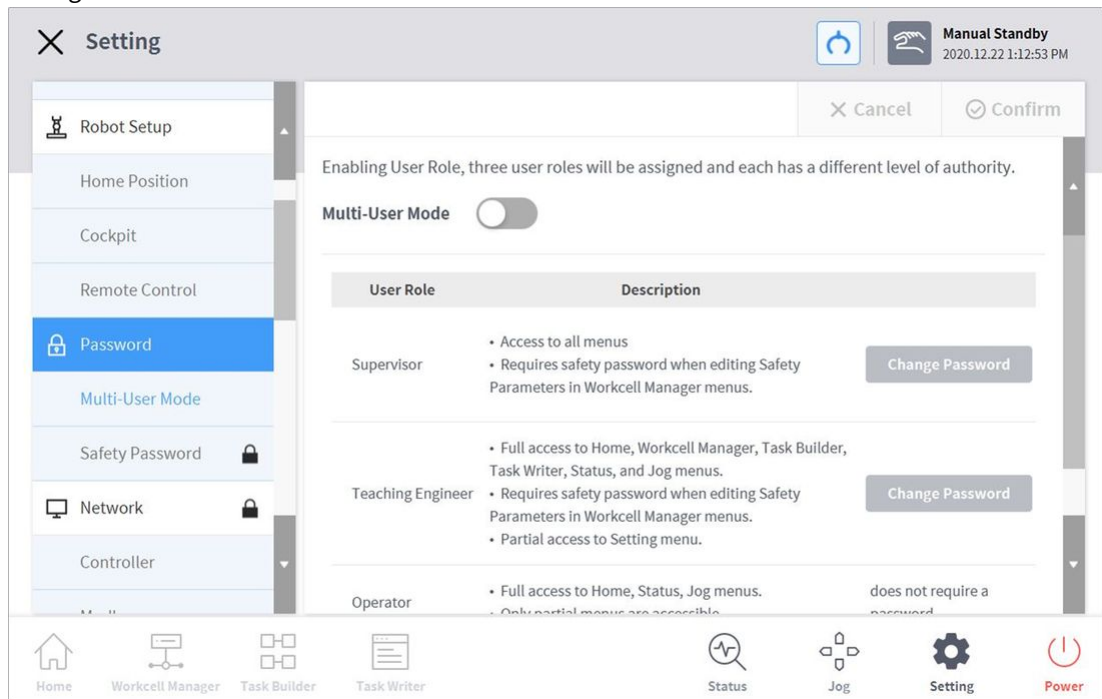 Setting
Manual Standby
2020.12.22 1:12:53 PM
Robot Setup
Home Position
Cockpit
Remote Control
Password
Multi-User Mode
Safety Password
Network
Controller
Cancel
Confirm
Enabling User Role, three user roles will be assigned and each has a different level of authority.
Multi-User Mode
User Role
Description
Supervisor
• Access to all menus
• Requires safety password when editing Safety
Parameters in Workcell Manager menus.
Change Password
Teaching Engineer
• Full access to Home, Workcell Manager, Task Builder,
Task Writer, Status, and Jog menus.
• Requires safety password when editing Safety
Parameters in Workcell Manager menus.
• Partial access to Setting menu.
Change Password
Operator
• Full access to Home, Status, Jog menus.
• Only partial menus are accessible
does not require a
password
Home
Workcell Manager
Task Builder
Task Writer
Status
Jog
Setting
Power